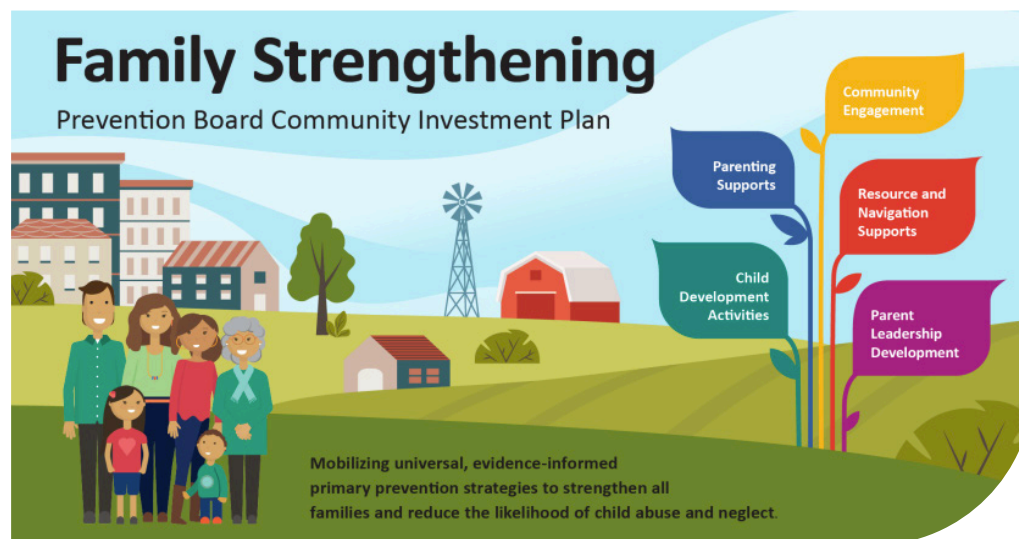 Family Strengthening
Prevention Board Community Investment Plan
Community
Engagement
Parenting
Supports
Resource and
Navigation
Supports
Child
Development
Activities
Parent
Leadership
Development
Mobilizing universal, evidence-informed
primary prevention strategies to strengthen all
families and reduce the likelihood of child abuse and neglect.